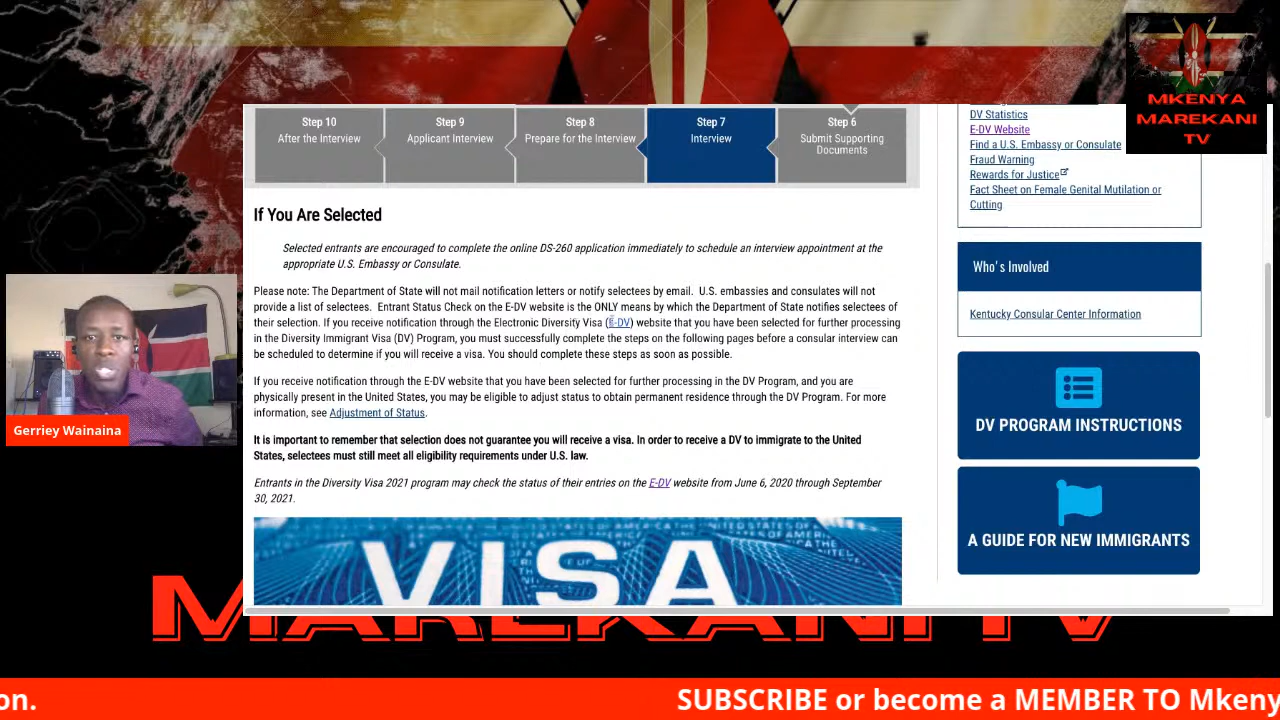 MKENYA
MAREKANI
TV
Step 10
After the Interview
Step 9
Applicant Interview
Step 8
Prepare for the Interview
Step 7
Interview
Step 6
Submit Supporting
Documents
If You Are Selected
Selected entrants are encouraged to complete the online DS-260 application immediately to schedule an interview appointment at the
appropriate U.S. Embassy or Consulate.
Please note: The Department of State will not mail notification letters or notify selectees by email. U.S. embassies and consulates will not
provide a list of selectees. Entrant Status Check on the E-DV website is the ONLY means by which the Department of State notifies selectees of
their selection. If you receive notification through the Electronic Diversity Visa (E-DV) website that you have been selected for further processing
in the Diversity Immigrant Visa (DV) Program, you must successfully complete the steps on the following pages before a consular interview can
be scheduled to determine if you will receive a visa. You should complete these steps as soon as possible.
If you receive notification through the E-DV website that you have been selected for further processing in the DV Program, and you are
physically present in the United States, you may be eligible to adjust status to obtain permanent residence through the DV Program. For more
information, see Adjustment of Status.
It is important to remember that selection does not guarantee you will receive a visa. In order to receive a DV to immigrate to the United
States, selectees must still meet all eligibility requirements under U.S. law.
Entrants in the Diversity Visa 2021 program may check the status of their entries on the E-DV website from June 6, 2020 through September
30, 2021.
VISA
DV Statistics
E-DV Website
Find a U.S. Embassy or Consulate
Fraud Warning
Rewards for Justice
Fact Sheet on Female Genital Mutilation or
Cutting
Who's Involved
Kentucky Consular Center Information
DV PROGRAM INSTRUCTIONS
A GUIDE FOR NEW IMMIGRANTS
Gerriey Wainaina
MAREKANI TV
on. SUBSCRIBE or become a MEMBER TO Mkeny